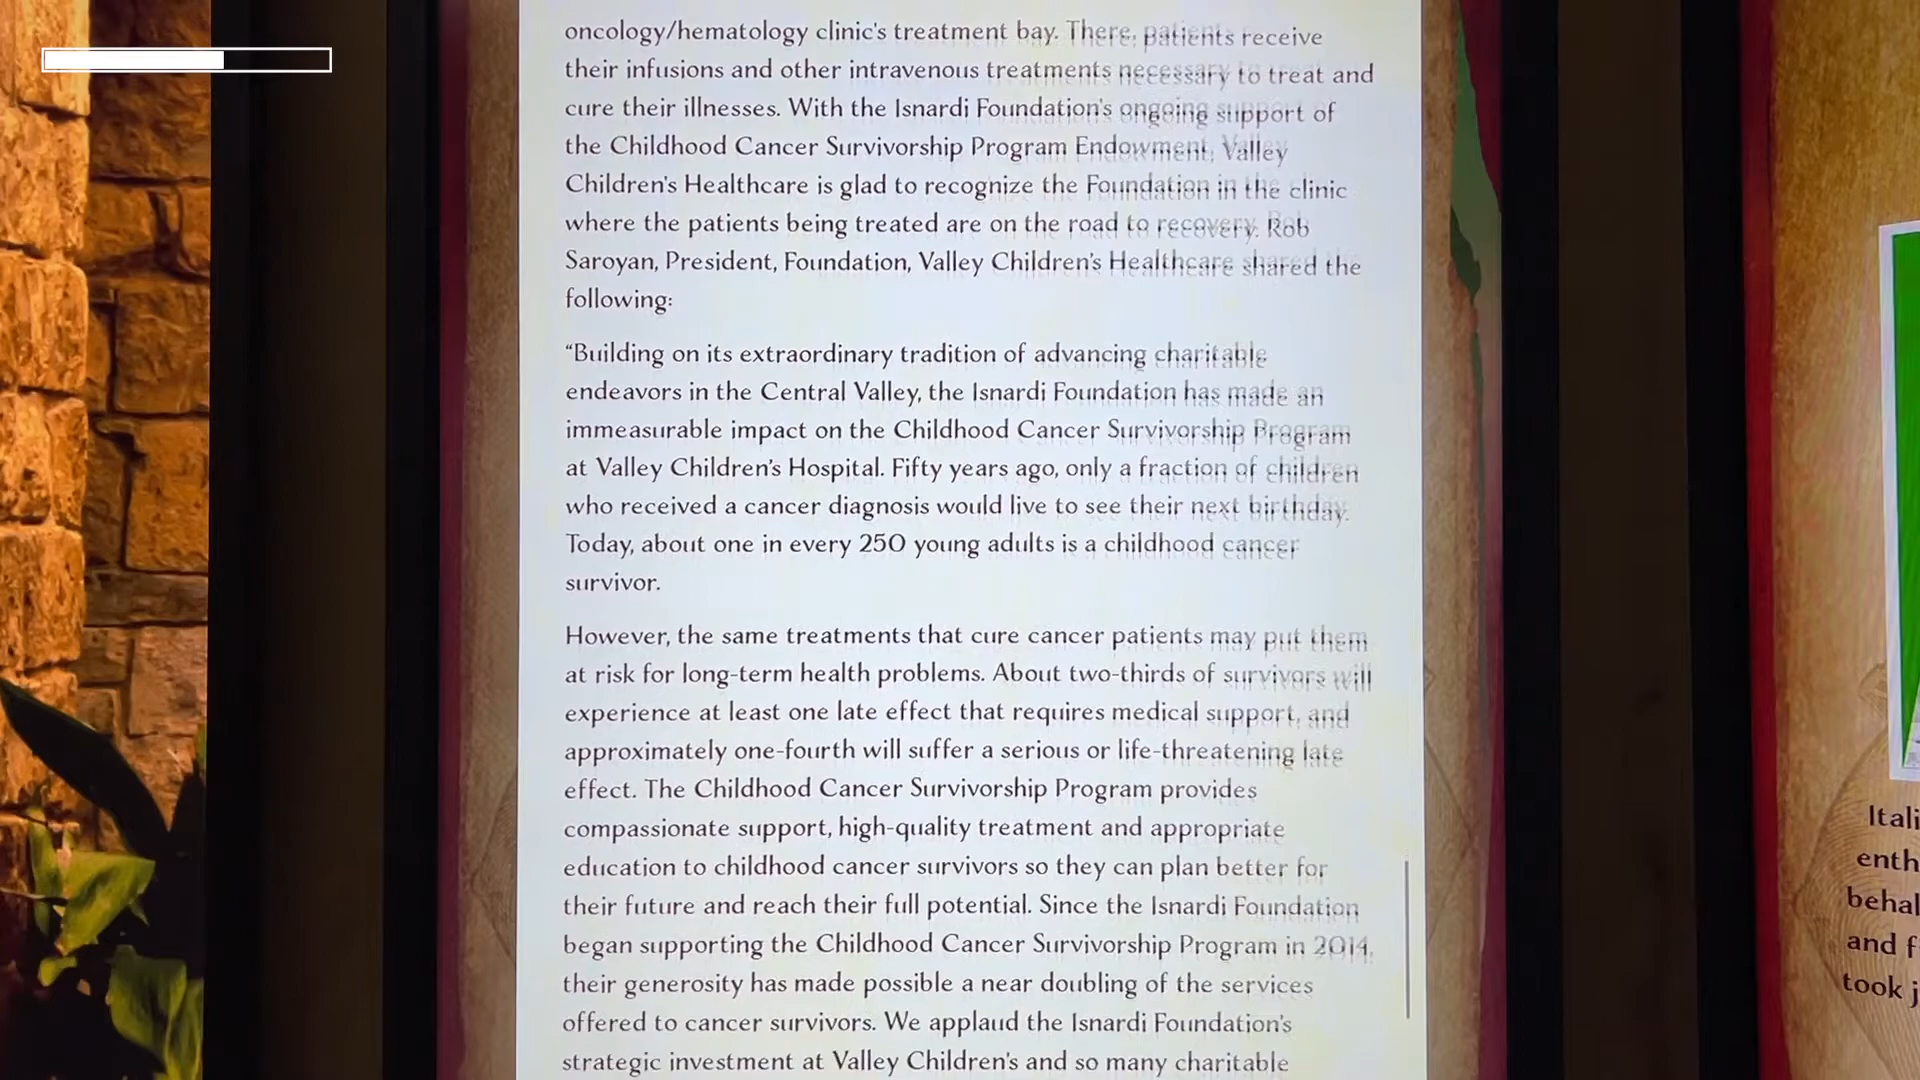 oncology/hematology clinic's treatment bay. There, patients receive
their infusions and other intravenous treatments necessary to treat and
cure their illnesses. With the Isnardi Foundation's ongoing support of
the Childhood Cancer Survivorship Program Endowment, Valley
Children's Healthcare is glad to recognize the Foundation in the clinic
where the patients being treated are on the road to recovery. Rob
Saroyan, President, Foundation, Valley Children's Healthcare shared the
following:
“Building on its extraordinary tradition of advancing charitable
endeavors in the Central Valley, the Isnardi Foundation has made an
immeasurable impact on the Childhood Cancer Survivorship Program
at Valley Children's Hospital. Fifty years ago, only a fraction of children
who received a cancer diagnosis would live to see their next birthday.
Today, about one in every 250 young adults is a childhood cancer
survivor.
However, the same treatments that cure cancer patients may put them
at risk for long-term health problems. About two-thirds of survivors will
experience at least one late effect that requires medical support, and
approximately one-fourth will suffer a serious or life-threatening late
effect. The Childhood Cancer Survivorship Program provides
compassionate support, high-quality treatment and appropriate
education to childhood cancer survivors so they can plan better for
their future and reach their full potential. Since the Isnardi Foundation
began supporting the Childhood Cancer Survivorship Program in 2014,
their generosity has made possible a near doubling of the services
offered to cancer survivors. We applaud the Isnardi Foundation's
strategic investment at Valley Children's and so many charitable
Itali
enth
behal
and f
took j